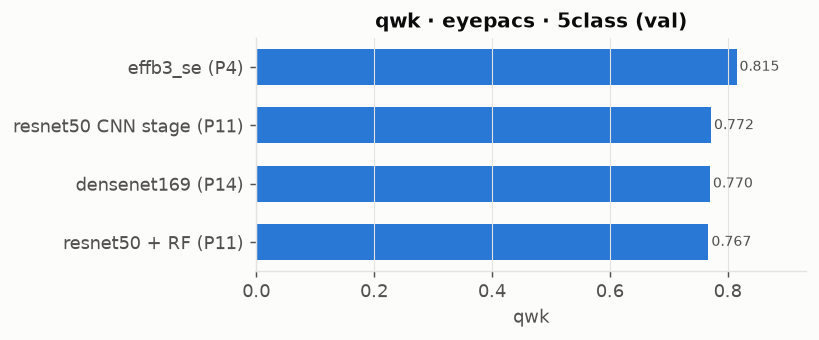 qwk · eyepacs · 5class (val)
effb3_se (P4)
0.815
resnet50 CNN stage (P11)
0.772
densenet169 (P14)
0.770
resnet50 + RF (P11)
0.767
0.0 0.2 0.4 0.6 0.8
qwk